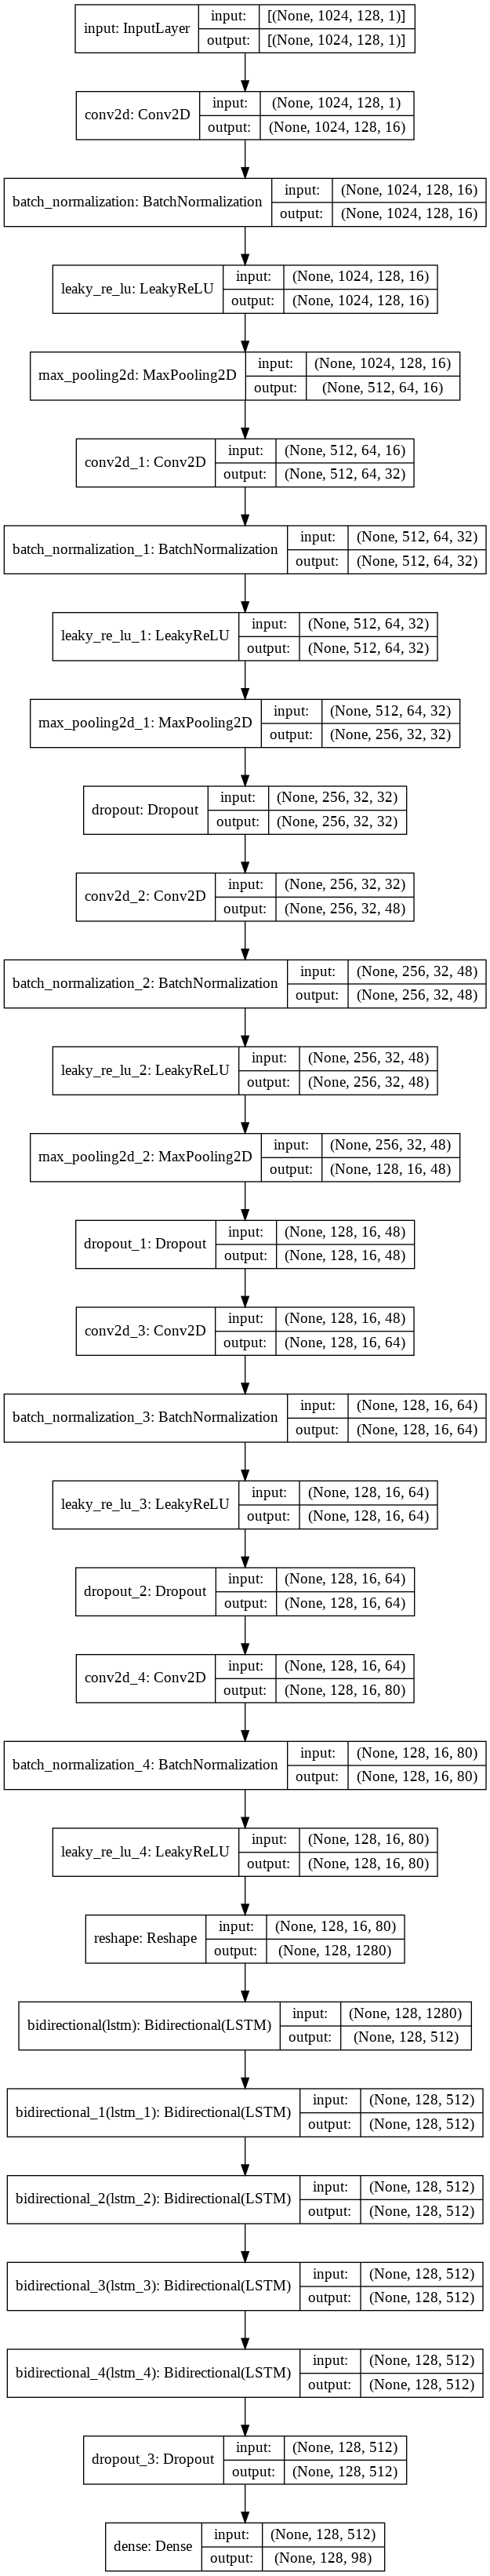 input: InputLayer input: [(None, 1024, 128, 1)]
output: [(None, 1024, 128, 1)]
conv2d: Conv2D input: (None, 1024, 128, 1)
output: (None, 1024, 128, 16)
batch_normalization: BatchNormalization input: (None, 1024, 128, 16)
output: (None, 1024, 128, 16)
leaky_re_lu: LeakyReLU input: (None, 1024, 128, 16)
output: (None, 1024, 128, 16)
max_pooling2d: MaxPooling2D input: (None, 1024, 128, 16)
output: (None, 512, 64, 16)
conv2d_1: Conv2D input: (None, 512, 64, 16)
output: (None, 512, 64, 32)
batch_normalization_1: BatchNormalization input: (None, 512, 64, 32)
output: (None, 512, 64, 32)
leaky_re_lu_1: LeakyReLU input: (None, 512, 64, 32)
output: (None, 512, 64, 32)
max_pooling2d_1: MaxPooling2D input: (None, 512, 64, 32)
output: (None, 256, 32, 32)
dropout: Dropout input: (None, 256, 32, 32)
output: (None, 256, 32, 32)
conv2d_2: Conv2D input: (None, 256, 32, 32)
output: (None, 256, 32, 48)
batch_normalization_2: BatchNormalization input: (None, 256, 32, 48)
output: (None, 256, 32, 48)
leaky_re_lu_2: LeakyReLU input: (None, 256, 32, 48)
output: (None, 256, 32, 48)
max_pooling2d_2: MaxPooling2D input: (None, 256, 32, 48)
output: (None, 128, 16, 48)
dropout_1: Dropout input: (None, 128, 16, 48)
output: (None, 128, 16, 48)
conv2d_3: Conv2D input: (None, 128, 16, 48)
output: (None, 128, 16, 64)
batch_normalization_3: BatchNormalization input: (None, 128, 16, 64)
output: (None, 128, 16, 64)
leaky_re_lu_3: LeakyReLU input: (None, 128, 16, 64)
output: (None, 128, 16, 64)
dropout_2: Dropout input: (None, 128, 16, 64)
output: (None, 128, 16, 64)
conv2d_4: Conv2D input: (None, 128, 16, 64)
output: (None, 128, 16, 80)
batch_normalization_4: BatchNormalization input: (None, 128, 16, 80)
output: (None, 128, 16, 80)
leaky_re_lu_4: LeakyReLU input: (None, 128, 16, 80)
output: (None, 128, 16, 80)
reshape: Reshape input: (None, 128, 16, 80)
output: (None, 128, 1280)
bidirectional(lstm): Bidirectional(LSTM) input: (None, 128, 1280)
output: (None, 128, 512)
bidirectional_1(lstm_1): Bidirectional(LSTM) input: (None, 128, 512)
output: (None, 128, 512)
bidirectional_2(lstm_2): Bidirectional(LSTM) input: (None, 128, 512)
output: (None, 128, 512)
bidirectional_3(lstm_3): Bidirectional(LSTM) input: (None, 128, 512)
output: (None, 128, 512)
bidirectional_4(lstm_4): Bidirectional(LSTM) input: (None, 128, 512)
output: (None, 128, 512)
dropout_3: Dropout input: (None, 128, 512)
output: (None, 128, 512)
dense: Dense input: (None, 128, 512)
output: (None, 128, 98)